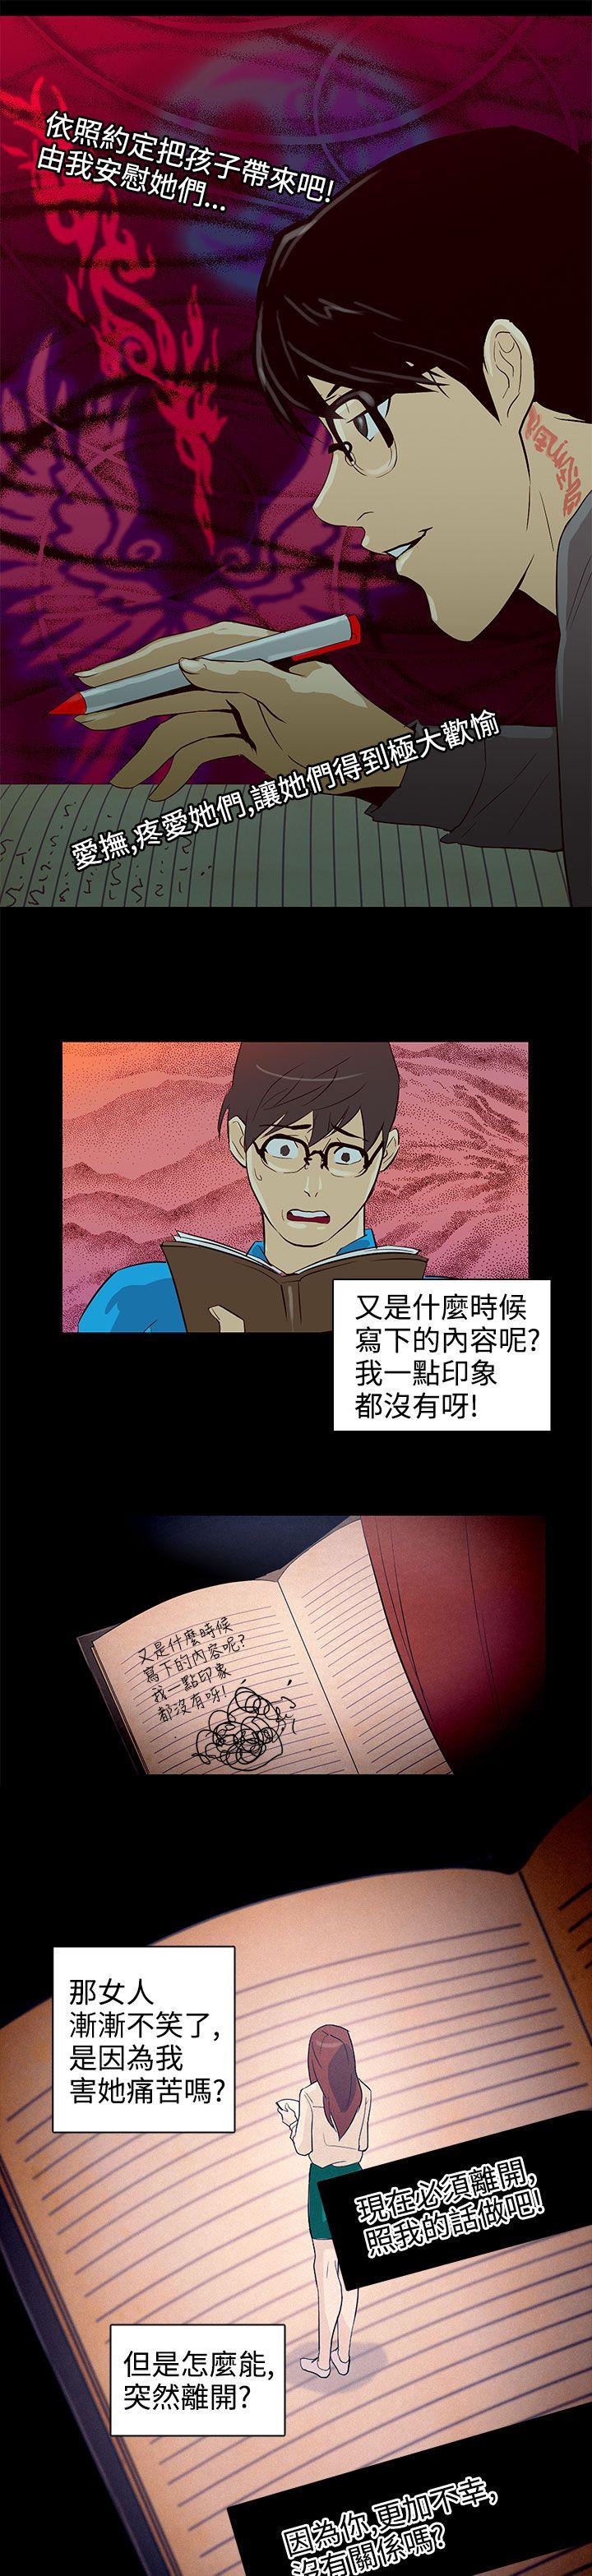 依照約定把孩子帶來吧!
由我安慰她們...
愛撫,疼愛她們,讓她們得到極大歡愉
又是什麼時候
寫下的內容呢?
我一點印象
都沒有呀!
又是什麼時候
寫下的內容呢?
我一點印象
都沒有呀!
那女人
漸漸不笑了,
是因為我
害她痛苦嗎?
現在必須離開,
照我的話做吧!
但是怎麼能,
突然離開?
因為你,更加不幸,
沒有關係嗎?